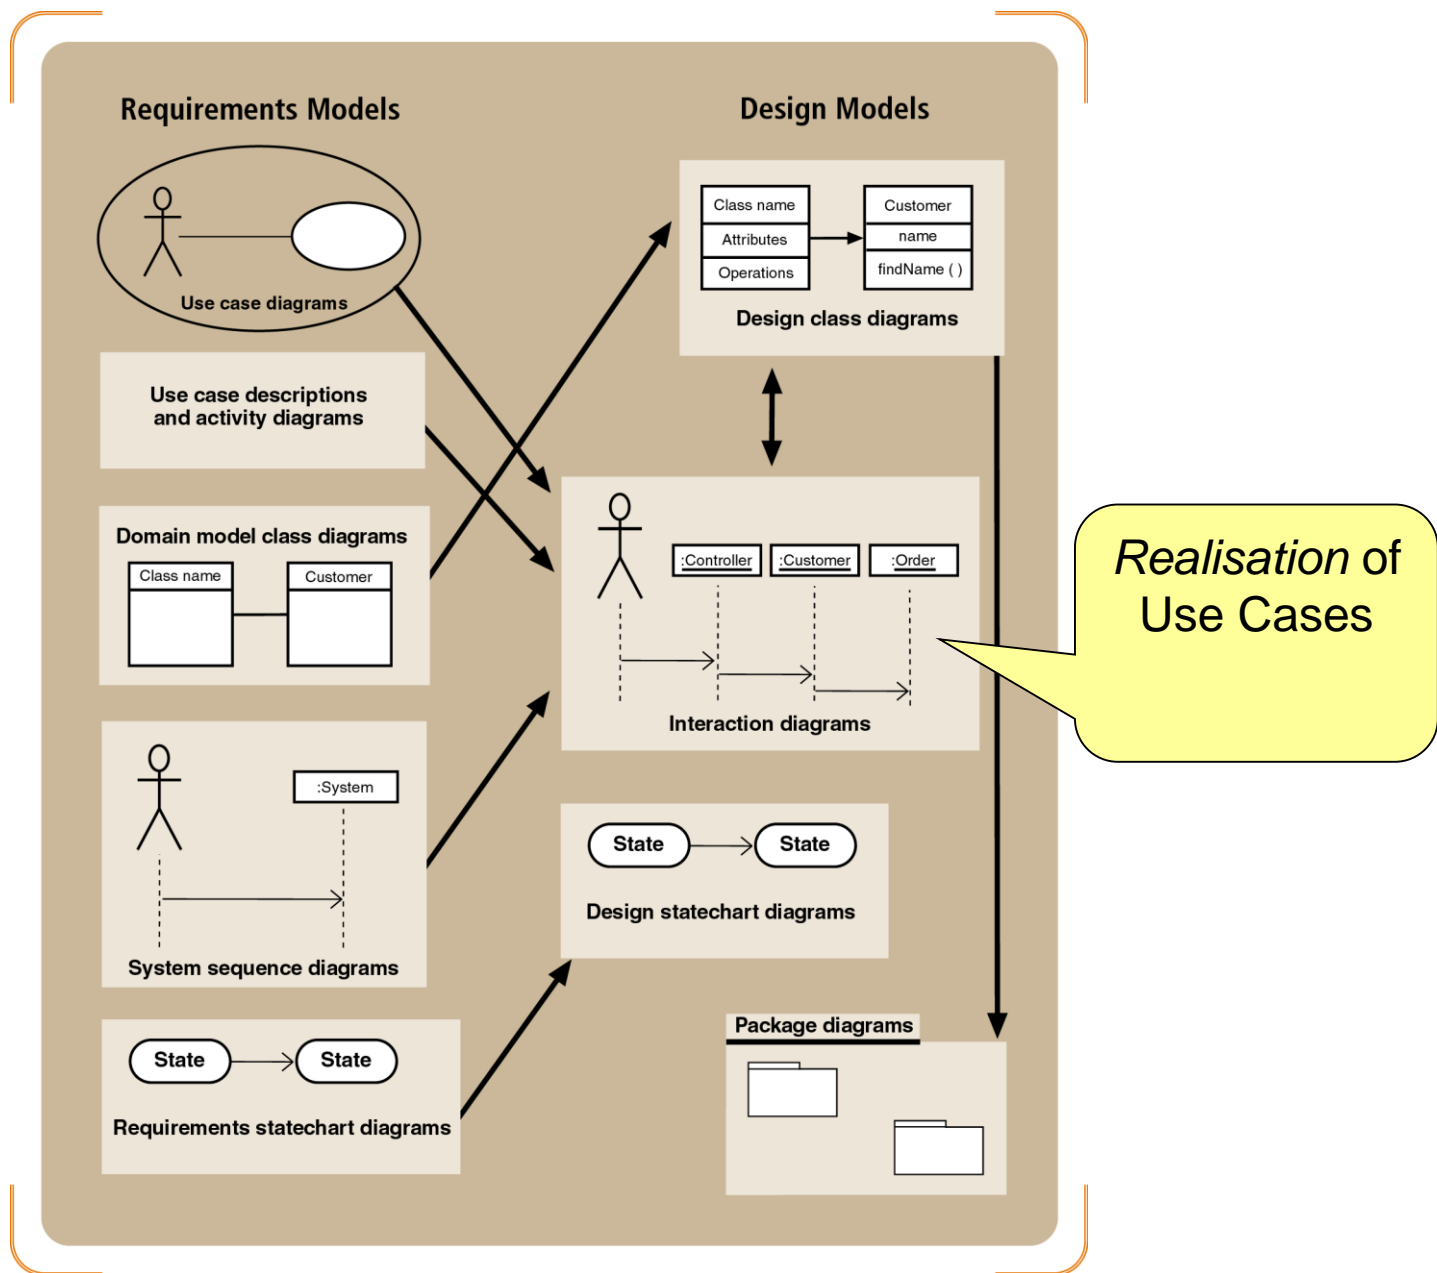 Requirements Models
Use case diagrams
Use case descriptions
and activity diagrams
Domain model class diagrams
Class name
Customer
:System
System sequence diagrams
State
State
Requirements statechart diagrams
Design Models
Class name
Attributes
Operations
Customer
name
findName ( )
Design class diagrams
:Controller
:Customer
:Order
Interaction diagrams
State
State
Design statechart diagrams
Package diagrams
Realisation of
Use Cases